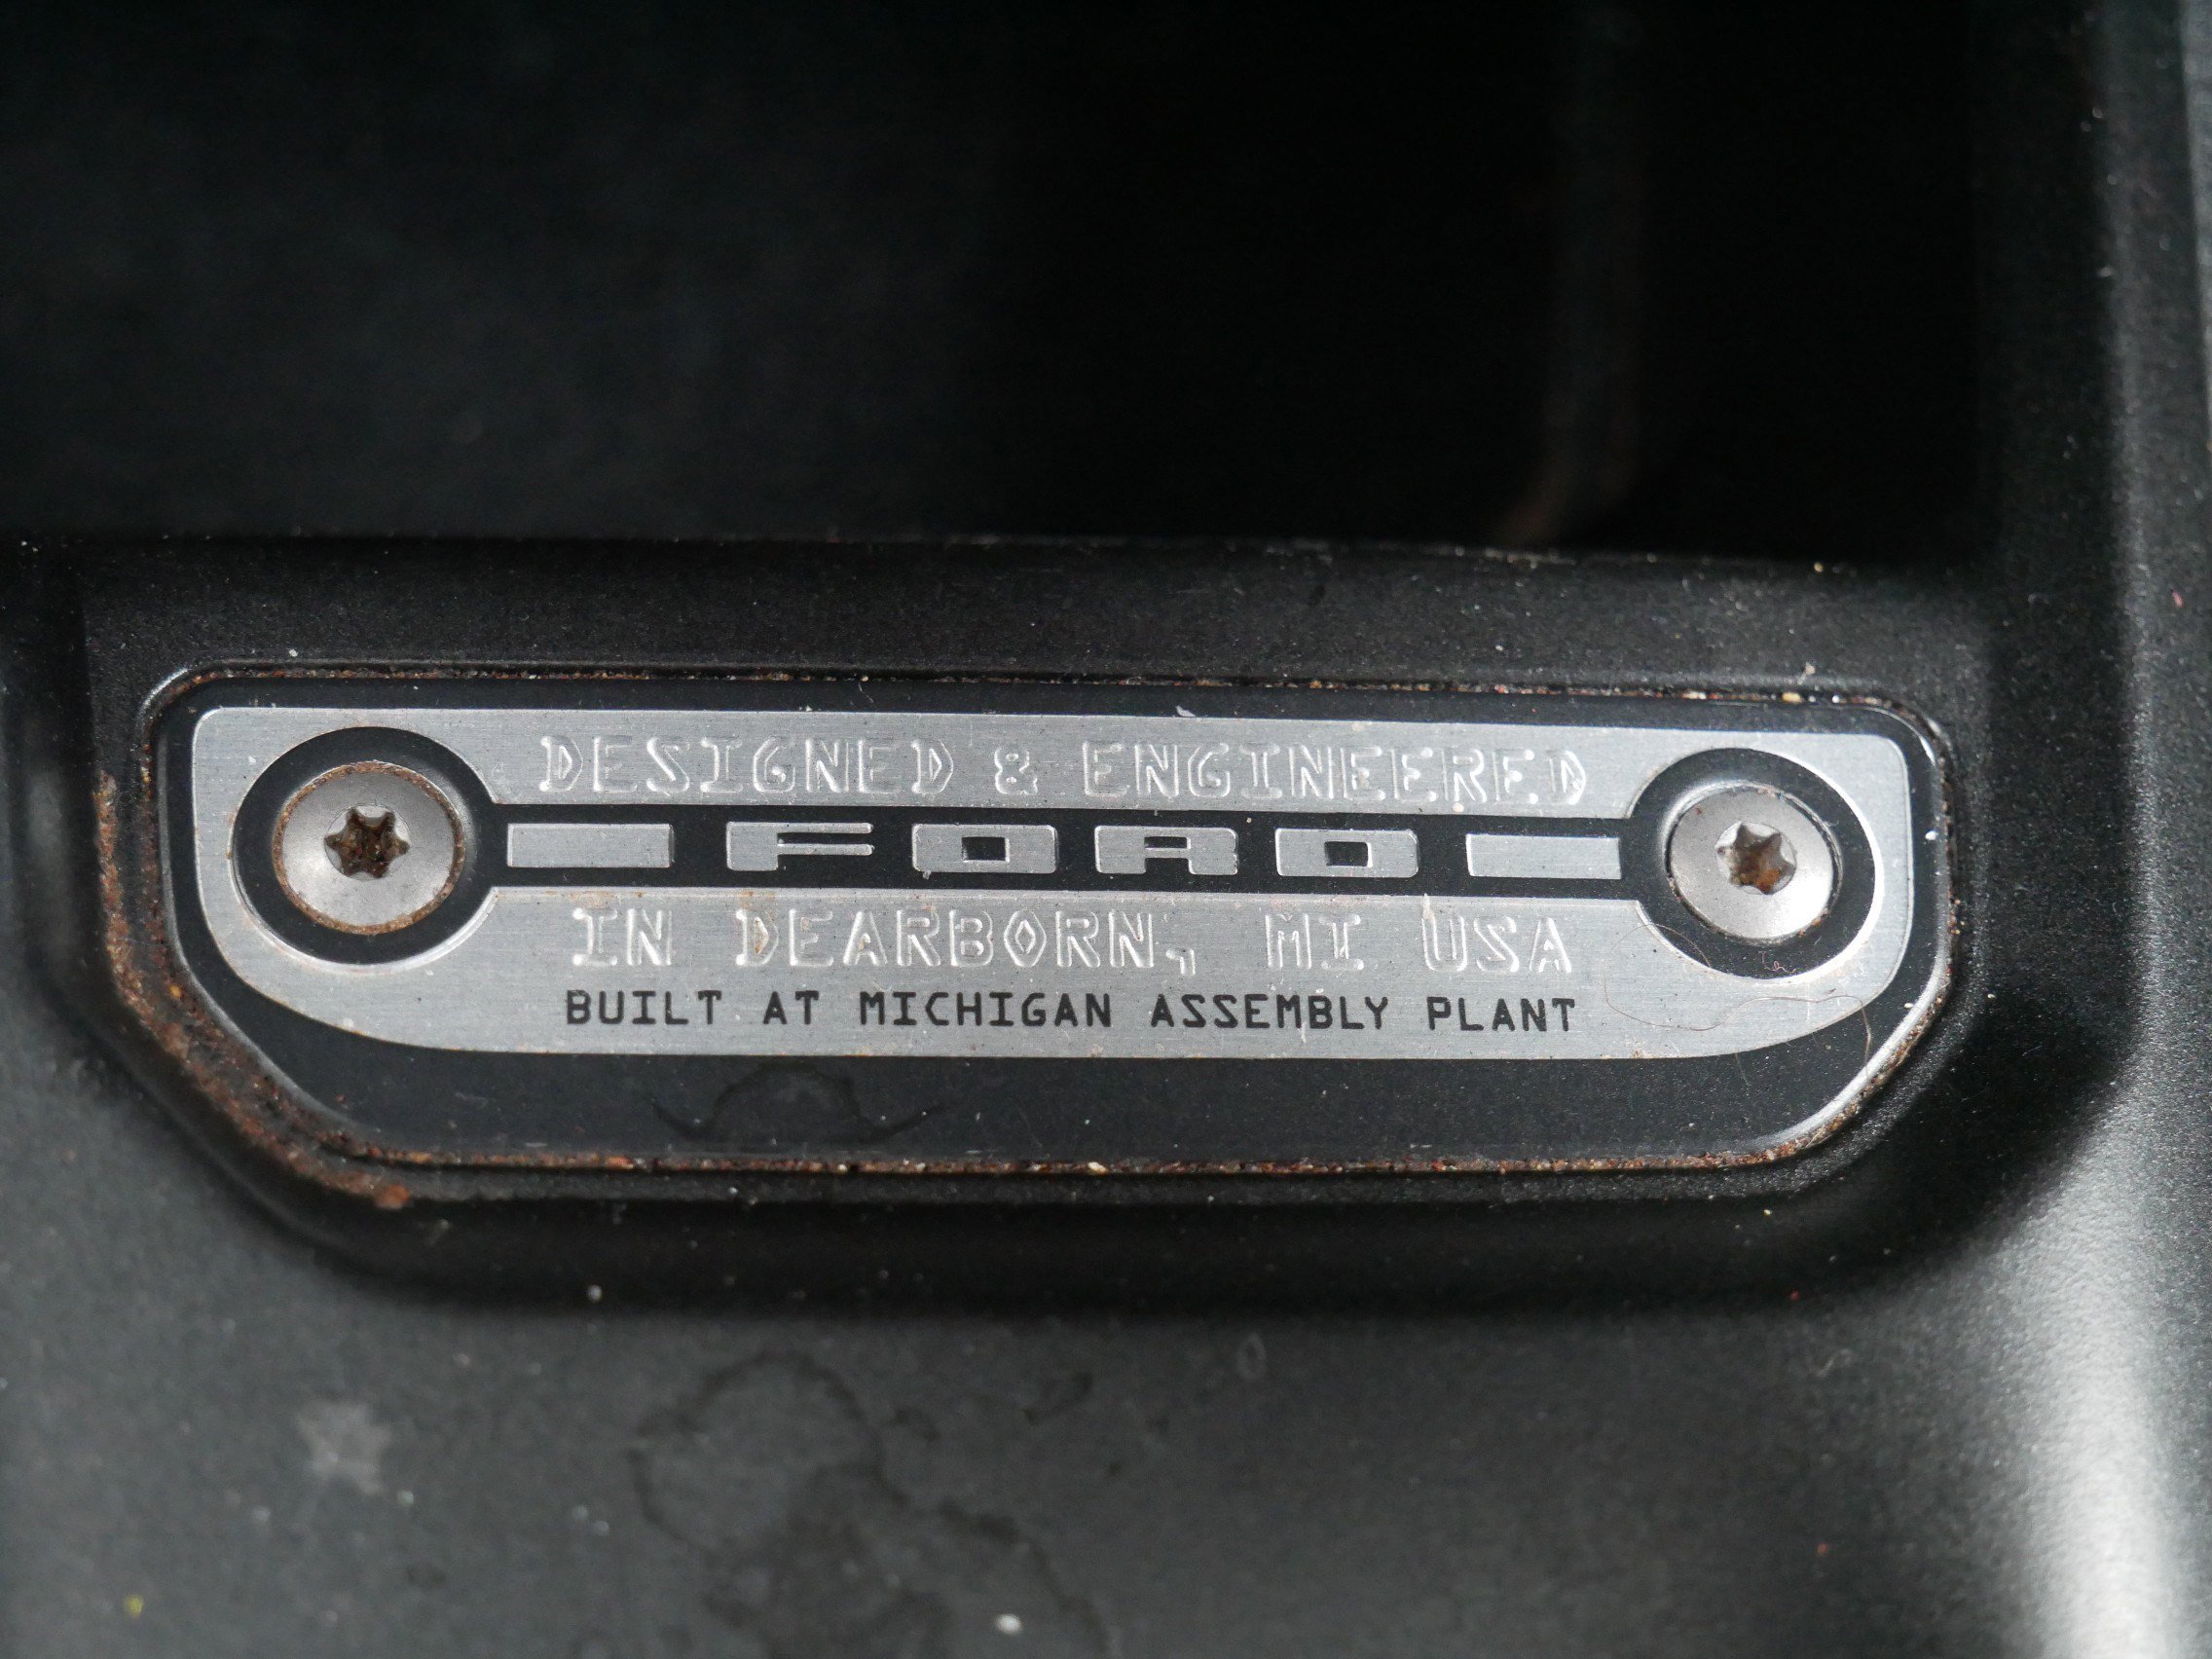 DESIGNED & ENGINEERED
FORD
IN DEARBORN, MI USA
BUILT AT MICHIGAN ASSEMBLY PLANT